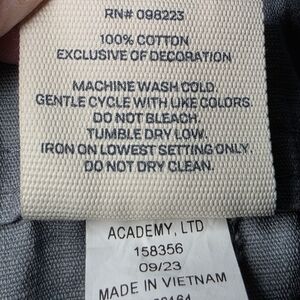 RN# 098223
100% COTTON
EXCLUSIVE OF DECORATION
MACHINE WASH COLD.
GENTLE CYCLE WITH LIKE COLORS.
DO NOT BLEACH.
TUMBLE DRY LOW.
IRON ON LOWEST SETTING ONLY.
DO NOT DRY CLEAN.
ACADEMY, LTD
158356
09/23
MADE IN VIETNAM